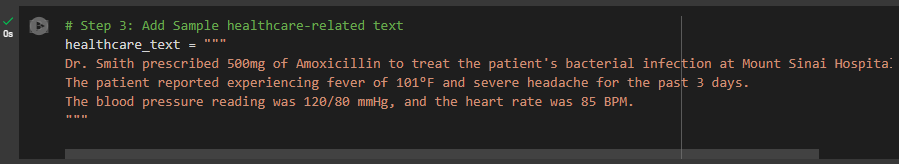 0s
# Step 3: Add Sample healthcare-related text
healthcare_text = """
Dr. Smith prescribed 500mg of Amoxicillin to treat the patient's bacterial infection at Mount Sinai Hospital
The patient reported experiencing fever of 101°F and severe headache for the past 3 days.
The blood pressure reading was 120/80 mmHg, and the heart rate was 85 BPM.
"""